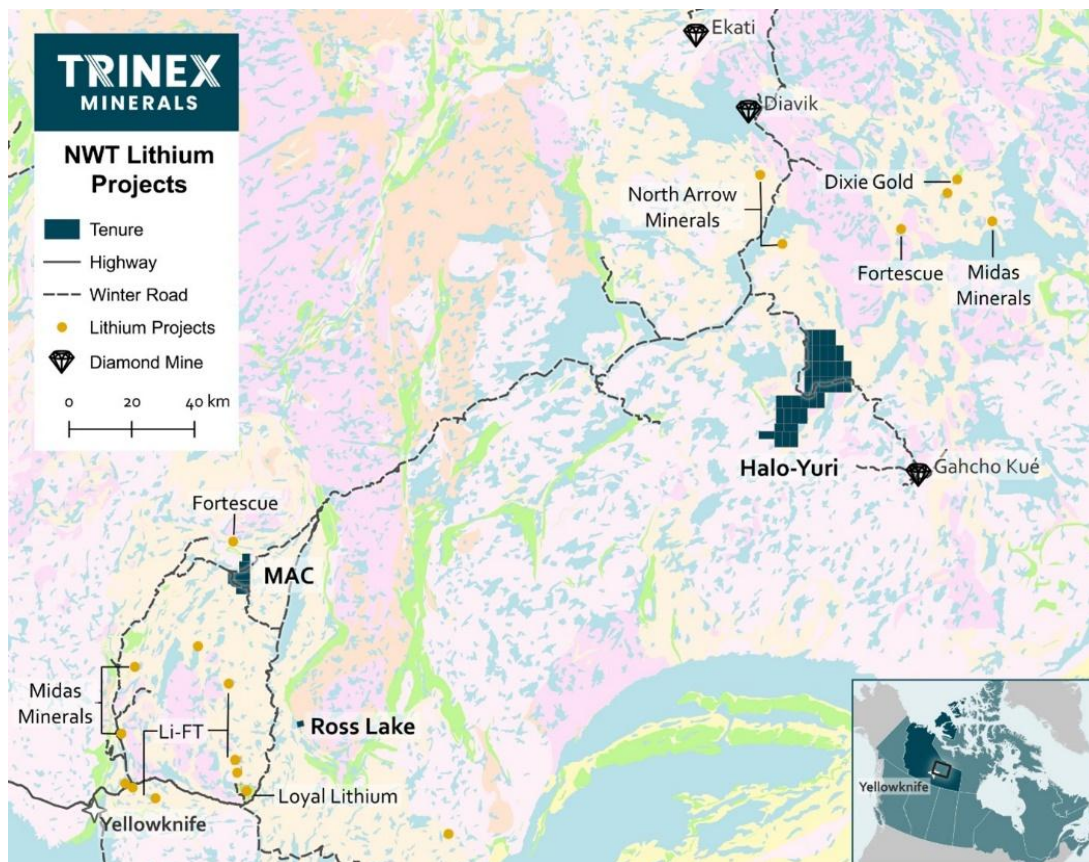 TRINEX
MINERALS
NWT Lithium
Projects
Tenure
Highway
Winter Road
Lithium Projects
Diamond Mine
0 20 40 km
Ekati
Diavik
North Arrow
Minerals
Dixie Gold
Fortescue
Midas
Minerals
Halo-Yuri
Gahcho Kué
Fortescue
MAC
Midas
Minerals
Li-FT
Ross Lake
Loyal Lithium
Yellowknife
Yellowknife